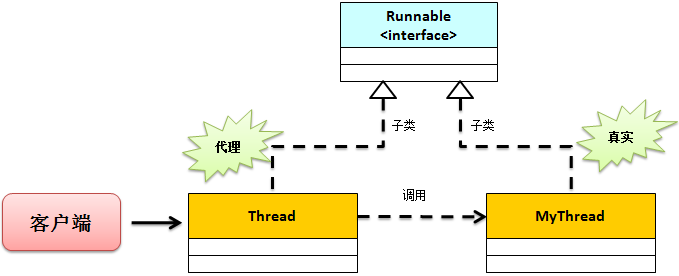 Runnable
<interface>
子类
子类
代理
真实
客户端
Thread
调用
MyThread